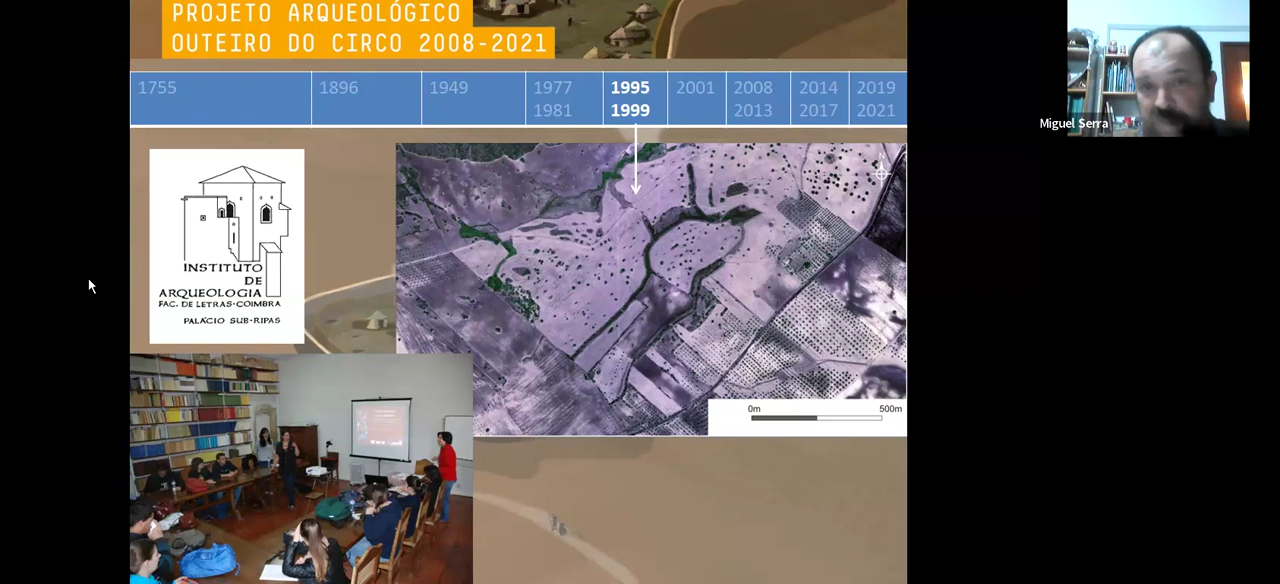 PROJETO ARQUEOLÓGICO
OUTEIRO DO CIRCO 2008-2021
1755
1896
1949
1977
1981
1995
1999
2001
2008
2013
2014
2017
2019
2021
INSTITUTO
DE
ARQUEOLOGIA
FAC. DE LETRAS-COIMBRA
PALÁCIO SUB-RIPAS
0m 500m
Miguel Serra